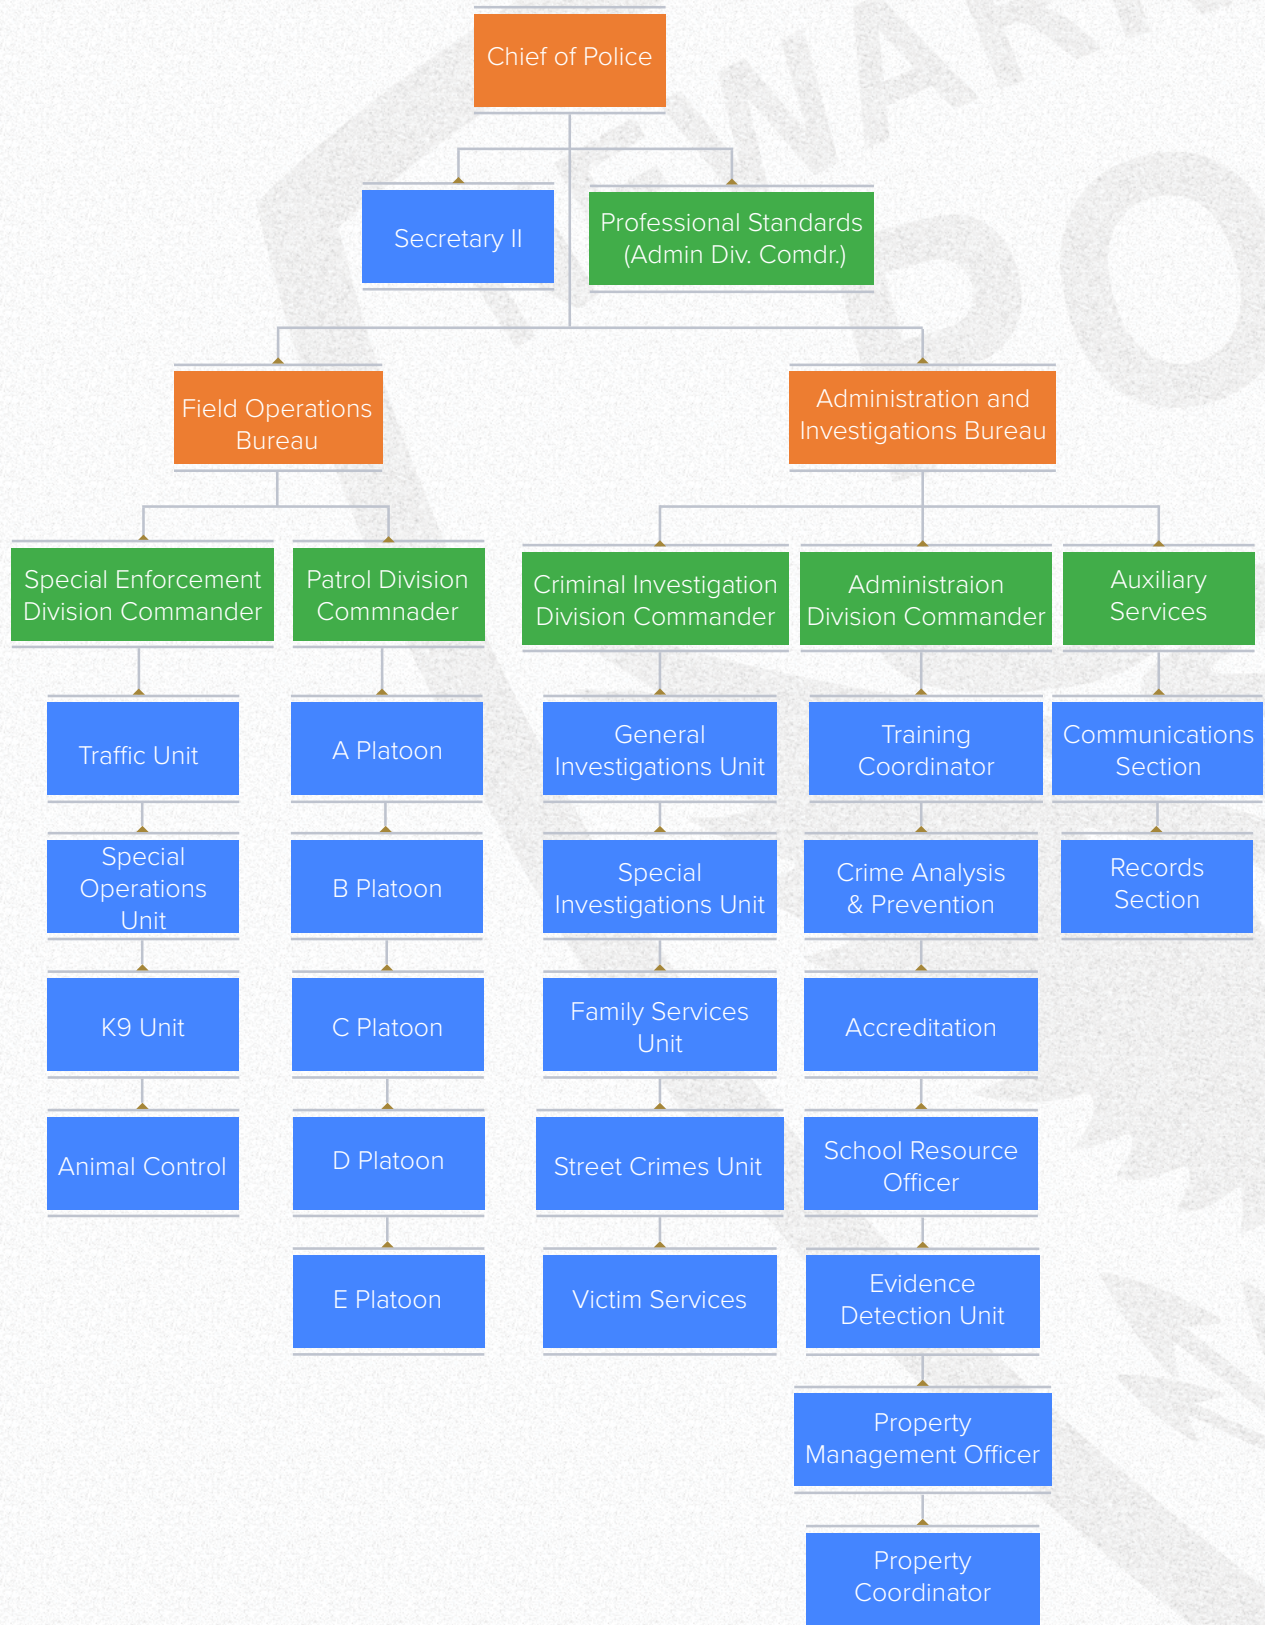 Chief of Police
Secretary II
Professional Standards
(Admin Div. Comdr.)
Field Operations
Bureau
Administration and
Investigations Bureau
Special Enforcement
Division Commander
Patrol Division
Commnader
Criminal Investigation
Division Commander
Administraion
Division Commander
Auxiliary
Services
Traffic Unit
A Platoon
General
Investigations Unit
Training
Coordinator
Communications
Section
Special
Operations
Unit
B Platoon
Special
Investigations Unit
Crime Analysis
& Prevention
Records
Section
K9 Unit
C Platoon
Family Services
Unit
Accreditation
Animal Control
D Platoon
Street Crimes Unit
School Resource
Officer
E Platoon
Victim Services
Evidence
Detection Unit
Property
Management Officer
Property
Coordinator